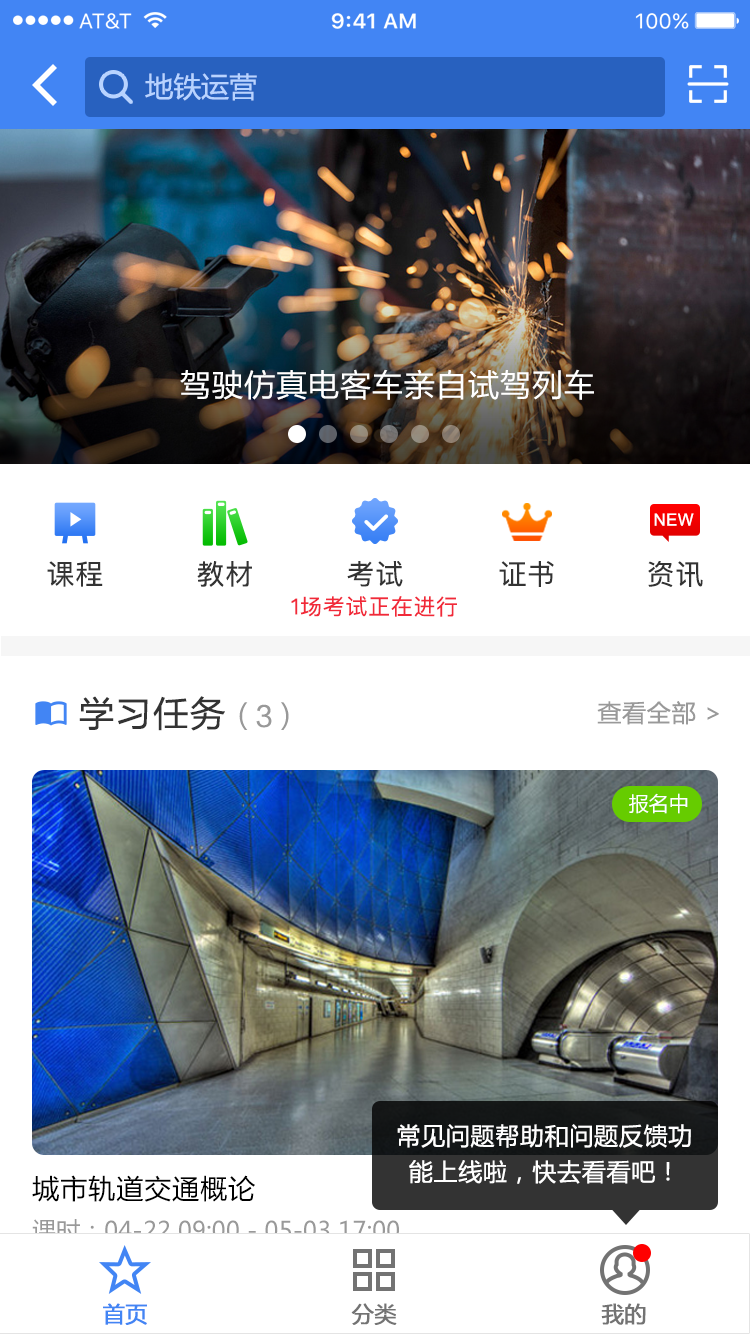 AT&T 9:41 AM 100%
地铁运营
驾驶仿真电客车亲自试驾列车
NEW
课程 教材 考试 证书 资讯
1场考试正在进行
学习任务（3） 查看全部 >
报名中
常见问题帮助和问题反馈功
能上线啦，快去看看吧！
城市轨道交通概论
课时：04-22 09:00 - 05-03 17:00
首页 分类 我的